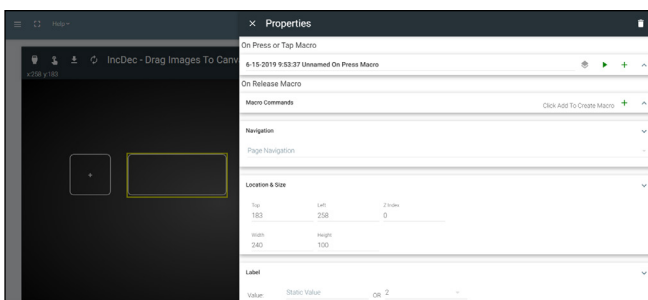 Help
Properties
On Press or Tap Macro
IncDec - Drag Images To Canv
x:258 y:183
6-15-2019 9:53:37 Unnamed On Press Macro
On Release Macro
Macro Commands
Click Add To Create Macro
Navigation
Page Navigation
+
Location & Size
Top
Left
Z Index
183
258
0
Width
Height
240
100
Label
Value:
Static Value
OR
2